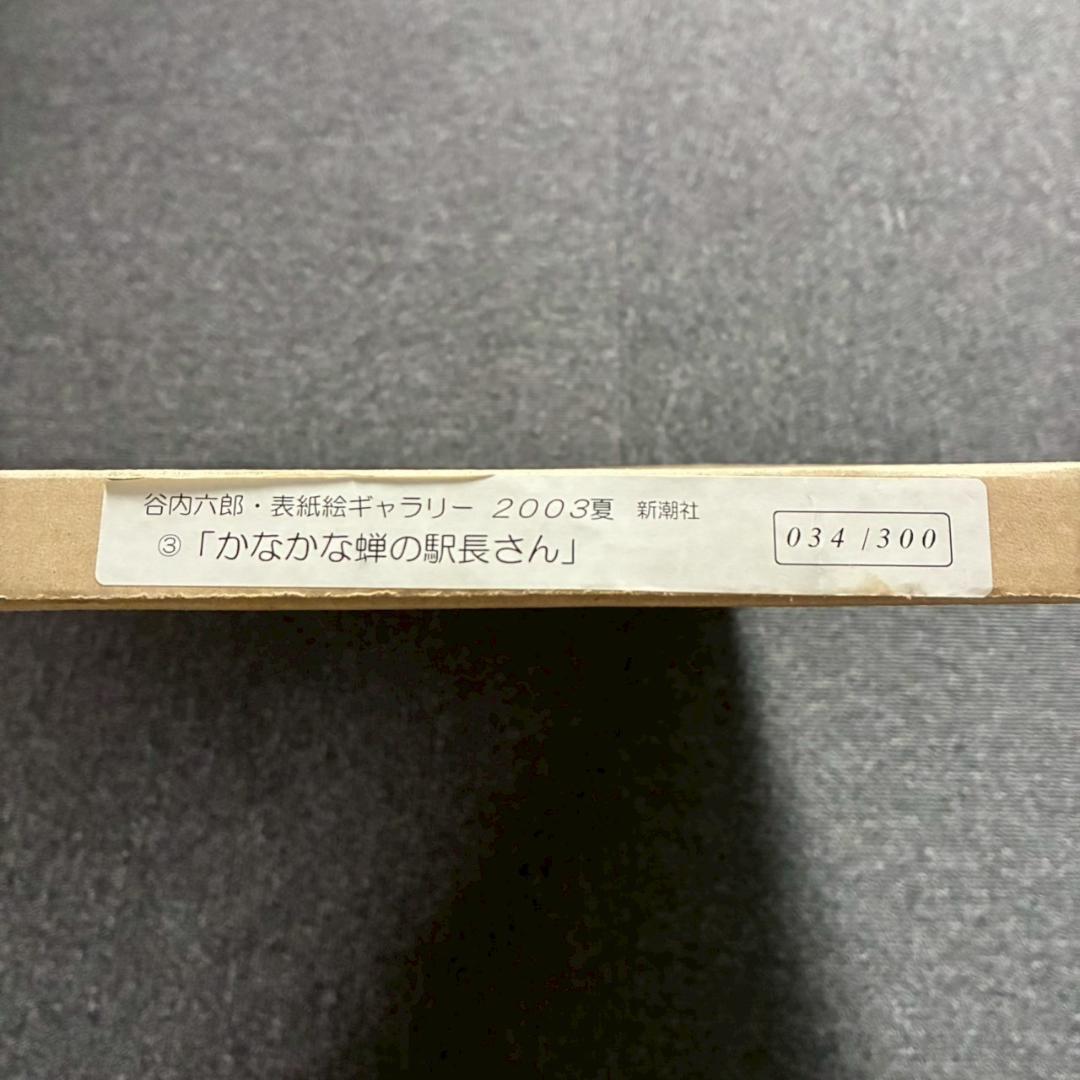 谷内六郎・表紙絵ギャラリー ２００３夏 新潮社
③「かなかな蝉の駅長さん」
034/300